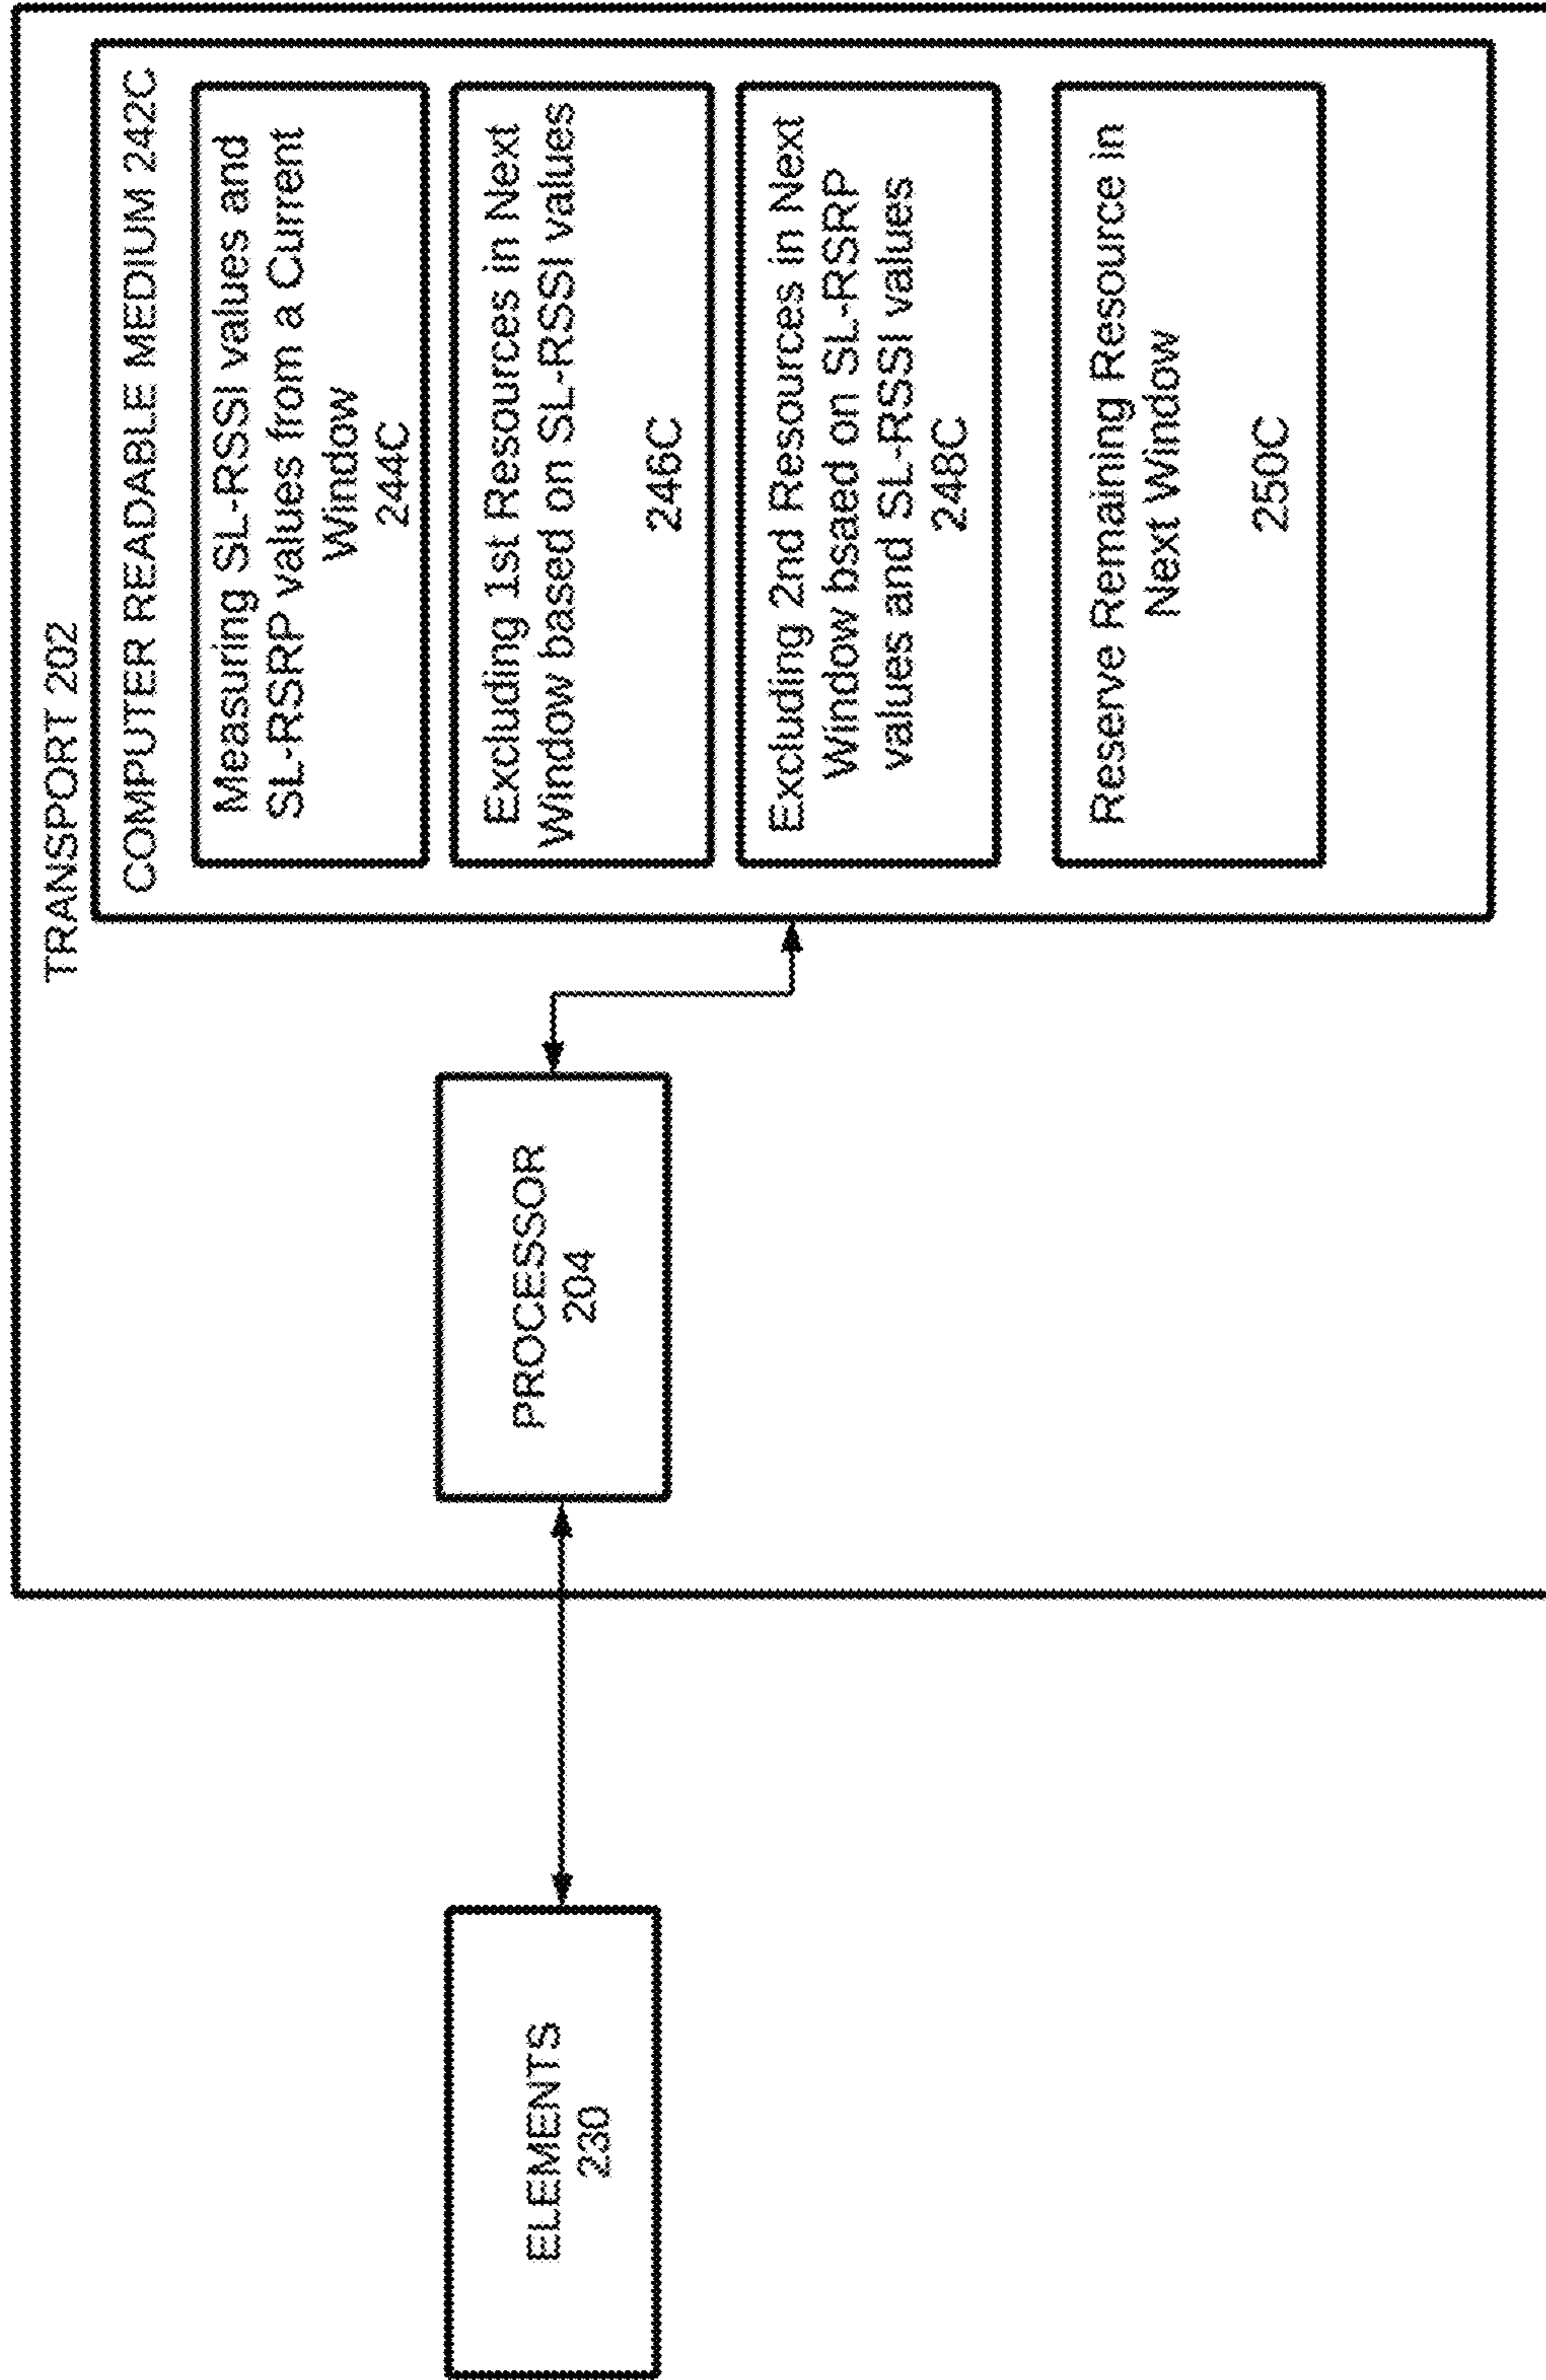 TRANSPORT 202
COMPUTER READABLE MEDIUM 242C
Measuring SL-RSSI values and
SL-RSRP values from a Current
Window
244C
Excluding 1st Resources in Next
Window based on SL-RSSI values
246C
Excluding 2nd Resources in Next
Window bsaed on SL-RSRP
values and SL-RSSI values
248C
Reserve Remaining Resource in
Next Window
250C
PROCESSOR
204
ELEMENTS
230